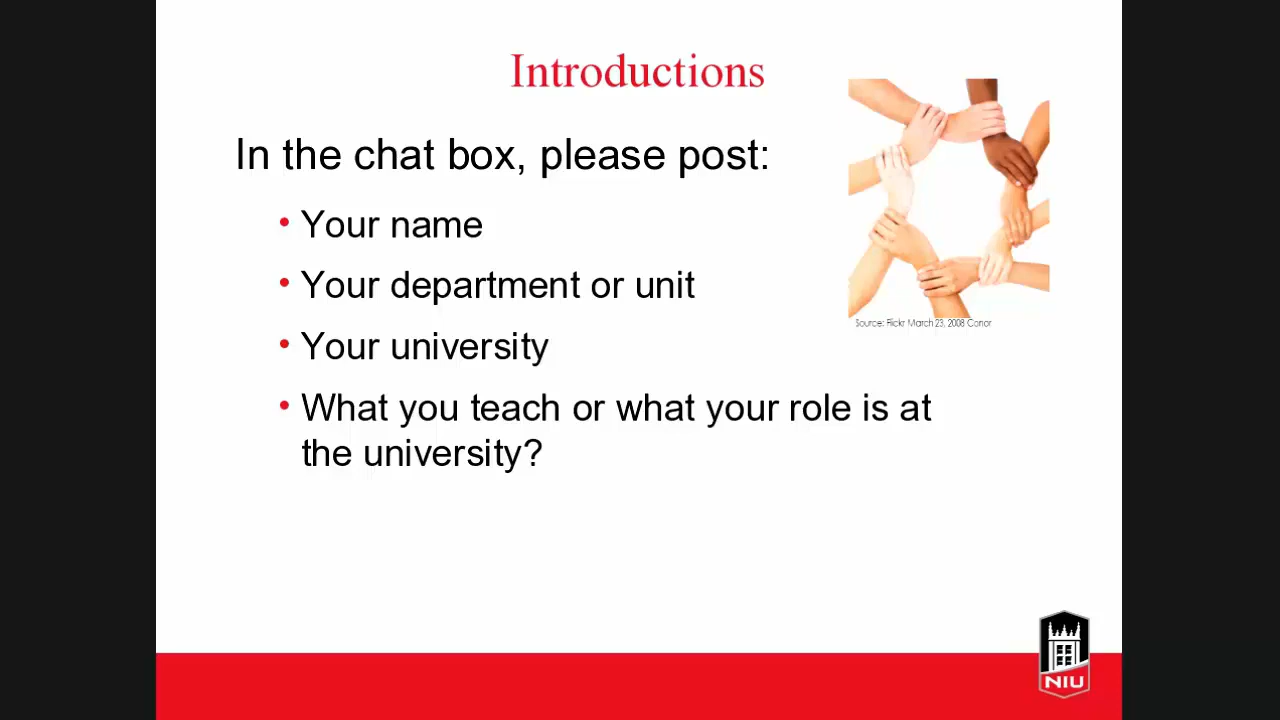 Introductions
In the chat box, please post:
• Your name
• Your department or unit
• Your university
• What you teach or what your role is at
the university?
Source: Flickr March 23, 2008 Conor
NIU